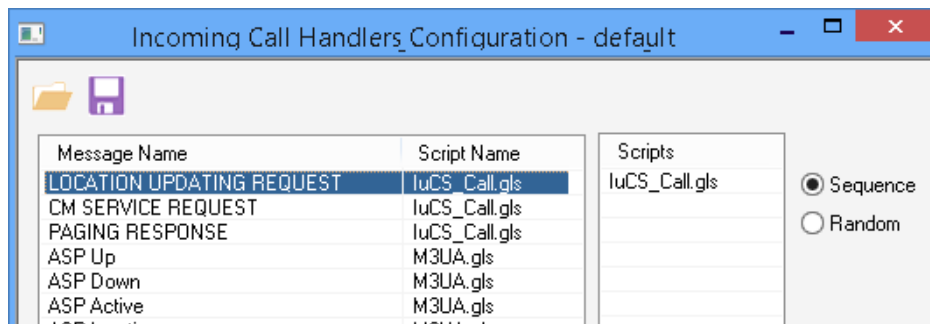 Incoming Call Handlers Configuration - default
Message Name Script Name Scripts
LOCATION UPDATING REQUEST IuCS_Call.gls IuCS_Call.gls Sequence
CM SERVICE REQUEST IuCS_Call.gls
PAGING RESPONSE IuCS_Call.gls Random
ASP Up M3UA.gls
ASP Down M3UA.gls
ASP Active M3UA.gls